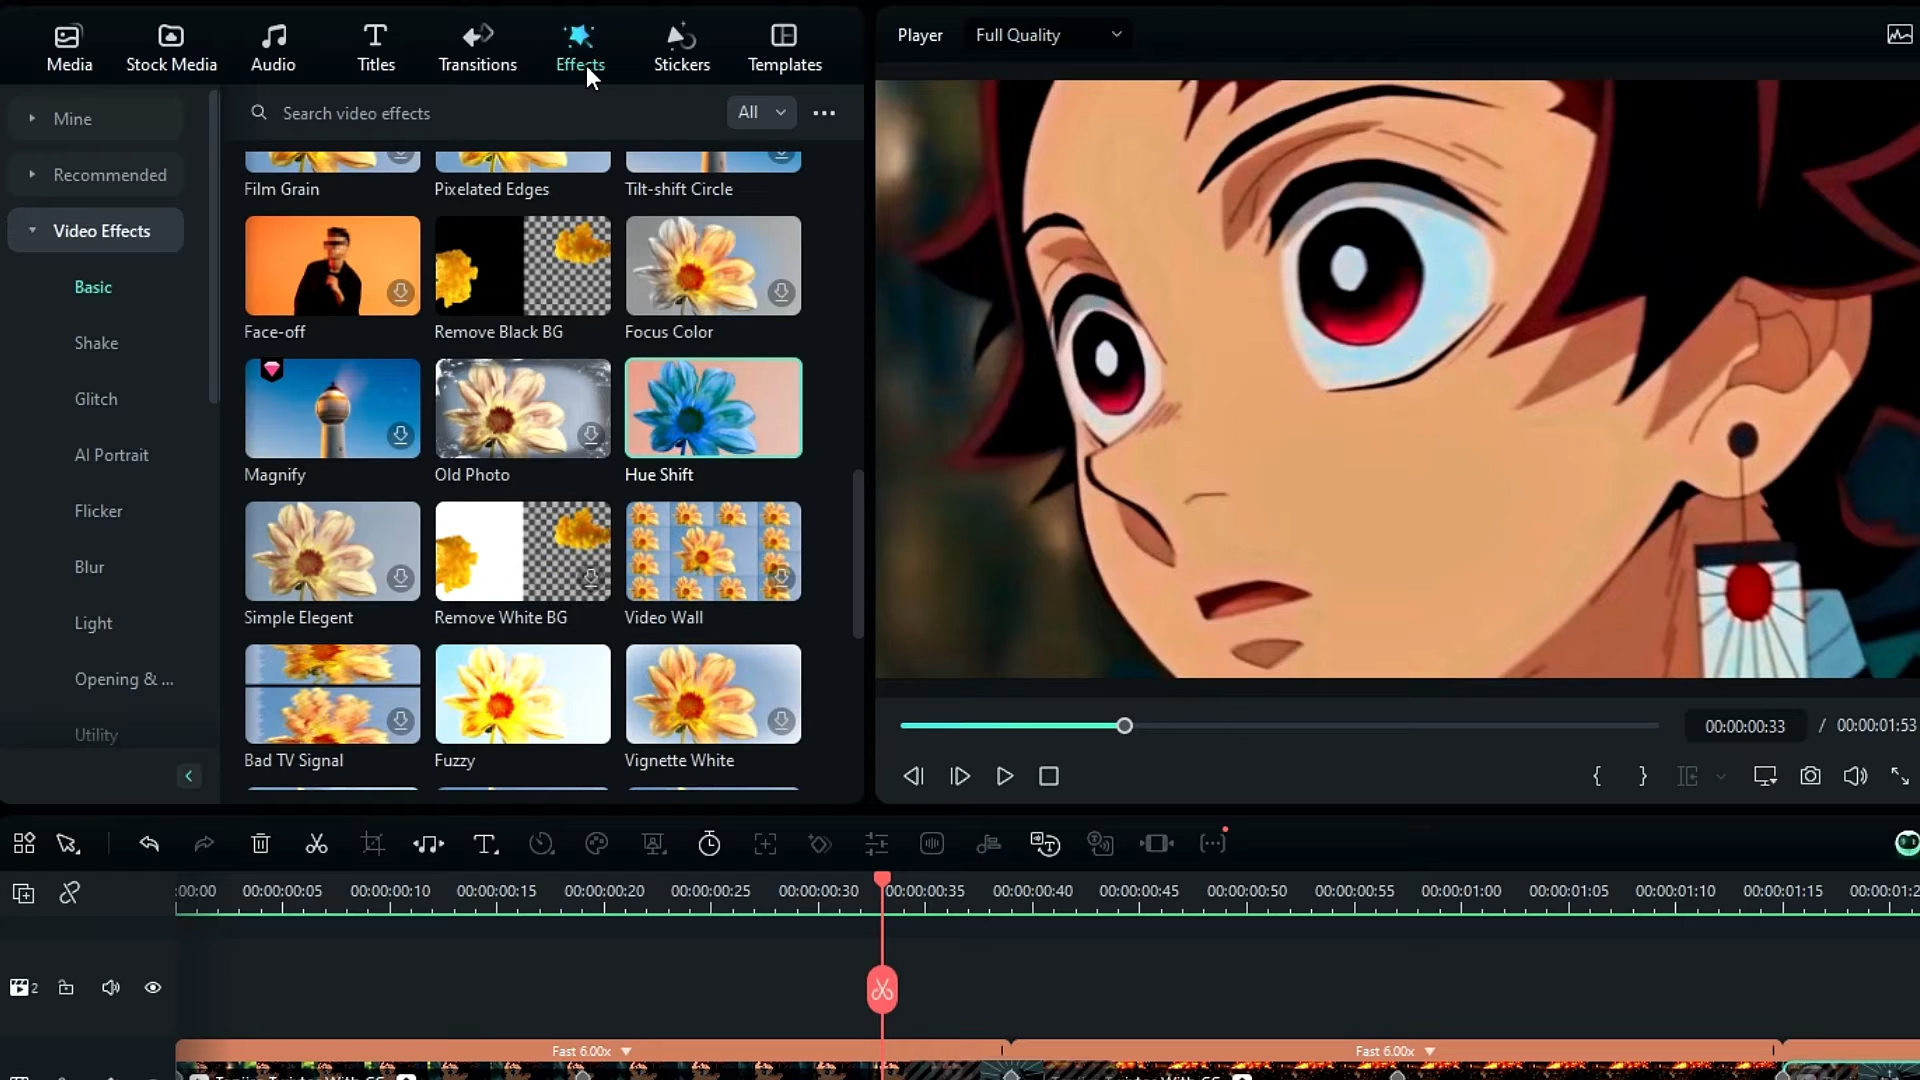 Media
Stock Media
Audio
Titles
Transitions
Effects
Stickers
Templates
Player
Full Quality
Mine
Recommended
Video Effects
Basic
Shake
Glitch
AI Portrait
Flicker
Blur
Light
Opening & ...
Utility
Search video effects
All
Film Grain
Pixelated Edges
Tilt-shift Circle
Face-off
Remove Black BG
Focus Color
Magnify
Old Photo
Hue Shift
Simple Elegent
Remove White BG
Video Wall
Bad TV Signal
Fuzzy
Vignette White
00:00:00:33 / 00:00:01:53
:00:00 00:00:00:05 00:00:00:10 00:00:00:15 00:00:00:20 00:00:00:25 00:00:00:30 00:00:00:35 00:00:00:40 00:00:00:45 00:00:00:50 00:00:00:55 00:00:01:00 00:00:01:05 00:00:01:10 00:00:01:15 00:00:01:2
2
Fast 6.00x
Fast 6.00x